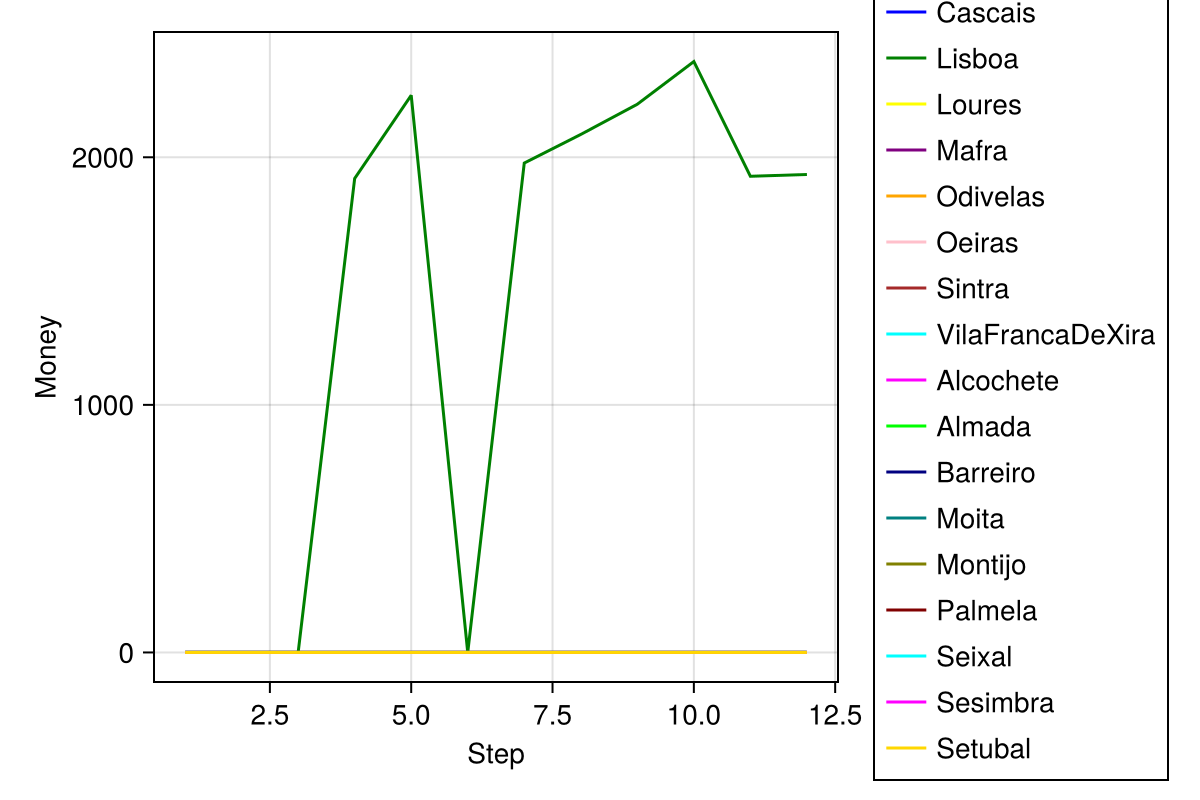 Money
2000
1000
0
2.5 5.0 7.5 10.0 12.5
Step
Cascais
Lisboa
Loures
Mafra
Odivelas
Oeiras
Sintra
VilaFrancaDeXira
Alcochete
Almada
Barreiro
Moita
Montijo
Palmela
Seixal
Sesimbra
Setubal